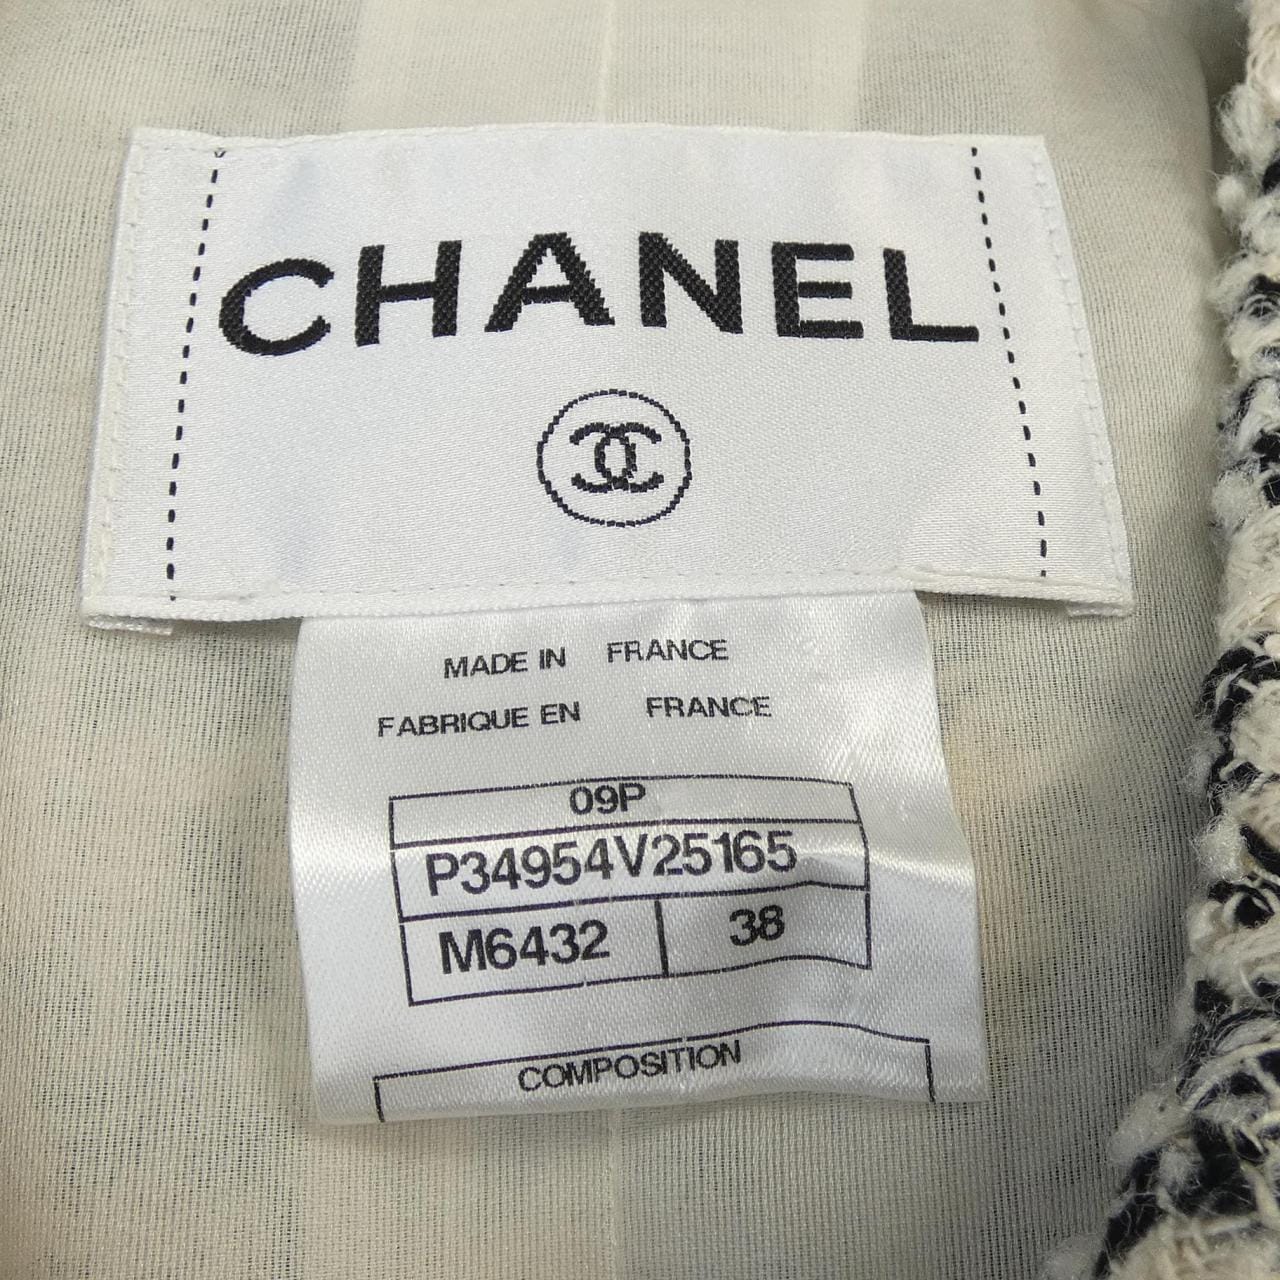 CHANEL
MADE IN FRANCE
FABRIQUE EN FRANCE
09P
P34954V25165
M6432 38
COMPOSITION